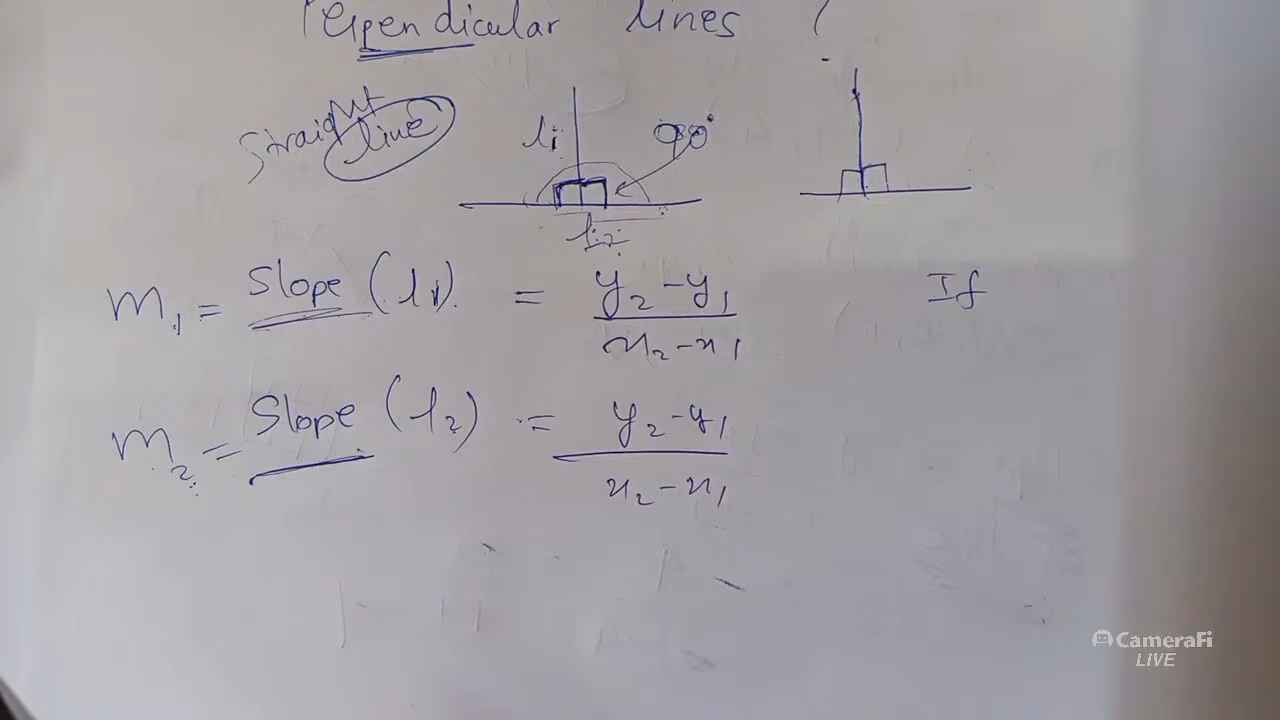 Perpendicular lines ?
straight line
l1 90°
l2
m1 = Slope (l1) = y2-y1 / x2-x1 If
m2 = Slope (l2) = y2-y1 / x2-x1
CameraFi
LIVE